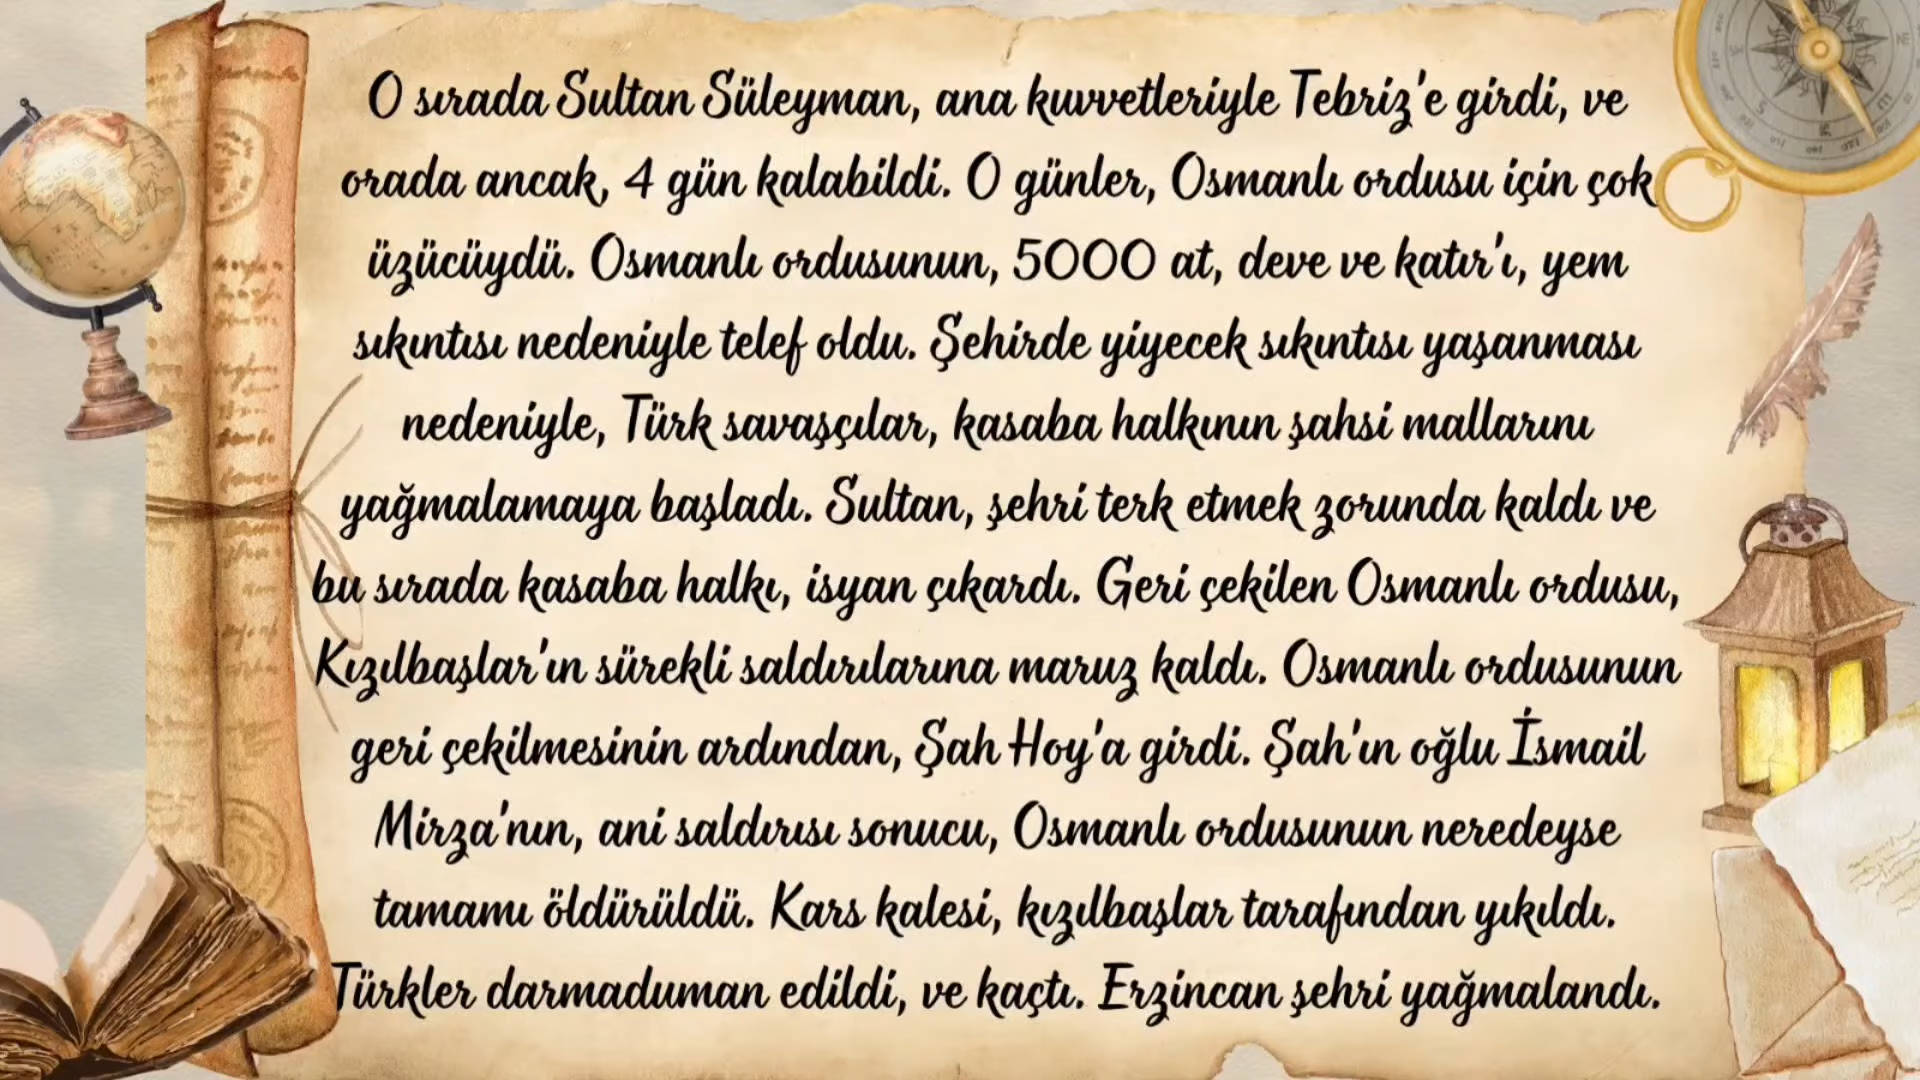 O sırada Sultan Süleyman, ana kuvvetleriyle Tebriz'e girdi, ve
orada ancak, 4 gün kalabildi. O günler, Osmanlı ordusu için çok
üzücüydü. Osmanlı ordusunun, 5000 at, deve ve katır'ı, yem
sıkıntısı nedeniyle telef oldu. Şehirde yiyecek sıkıntısı yaşanması
nedeniyle, Türk savaşçılar, kasaba halkının şahsi mallarını
yağmalamaya başladı. Sultan, şehri terk etmek zorunda kaldı ve
bu sırada kasaba halkı, isyan çıkardı. Geri çekilen Osmanlı ordusu,
Kızılbaşlar'ın sürekli saldırılarına maruz kaldı. Osmanlı ordusunun
geri çekilmesinin ardından, Şah Hoy'a girdi. Şah'ın oğlu İsmail
Mirza'nın, ani saldırısı sonucu, Osmanlı ordusunun neredeyse
tamamı öldürüldü. Kars kalesi, kızılbaşlar tarafından yıkıldı.
Türkler darmaduman edildi, ve kaçtı. Erzincan şehri yağmalandı.